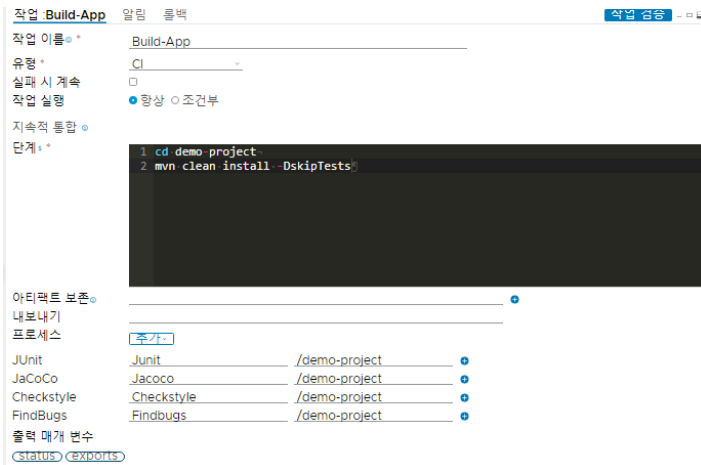 작업 :Build-App 알림 롤백 작업 검증
작업 이름 * Build-App
유형 * CI
실패 시 계속
작업 실행 항상 조건부
지속적 통합
단계 *
1 cd demo-project
2 mvn clean install -DskipTests
아티팩트 보존
내보내기
프로세스 추가
JUnit Junit /demo-project
JaCoCo Jacoco /demo-project
Checkstyle Checkstyle /demo-project
FindBugs Findbugs /demo-project
출력 매개 변수
status exports